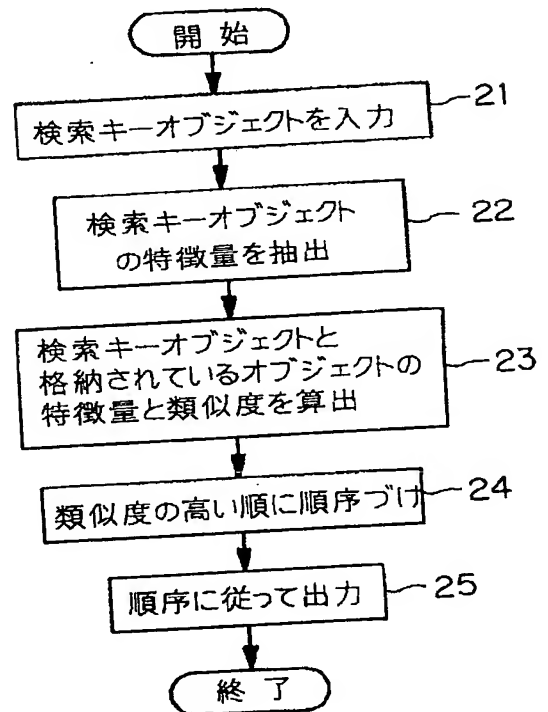 開始
検索キーオブジェクトを入力
21
検索キーオブジェクト
の特徴量を抽出
22
検索キーオブジェクトと
格納されているオブジェクトの
特徴量と類似度を算出
23
類似度の高い順に順序づけ
24
順序に従って出力
25
終了